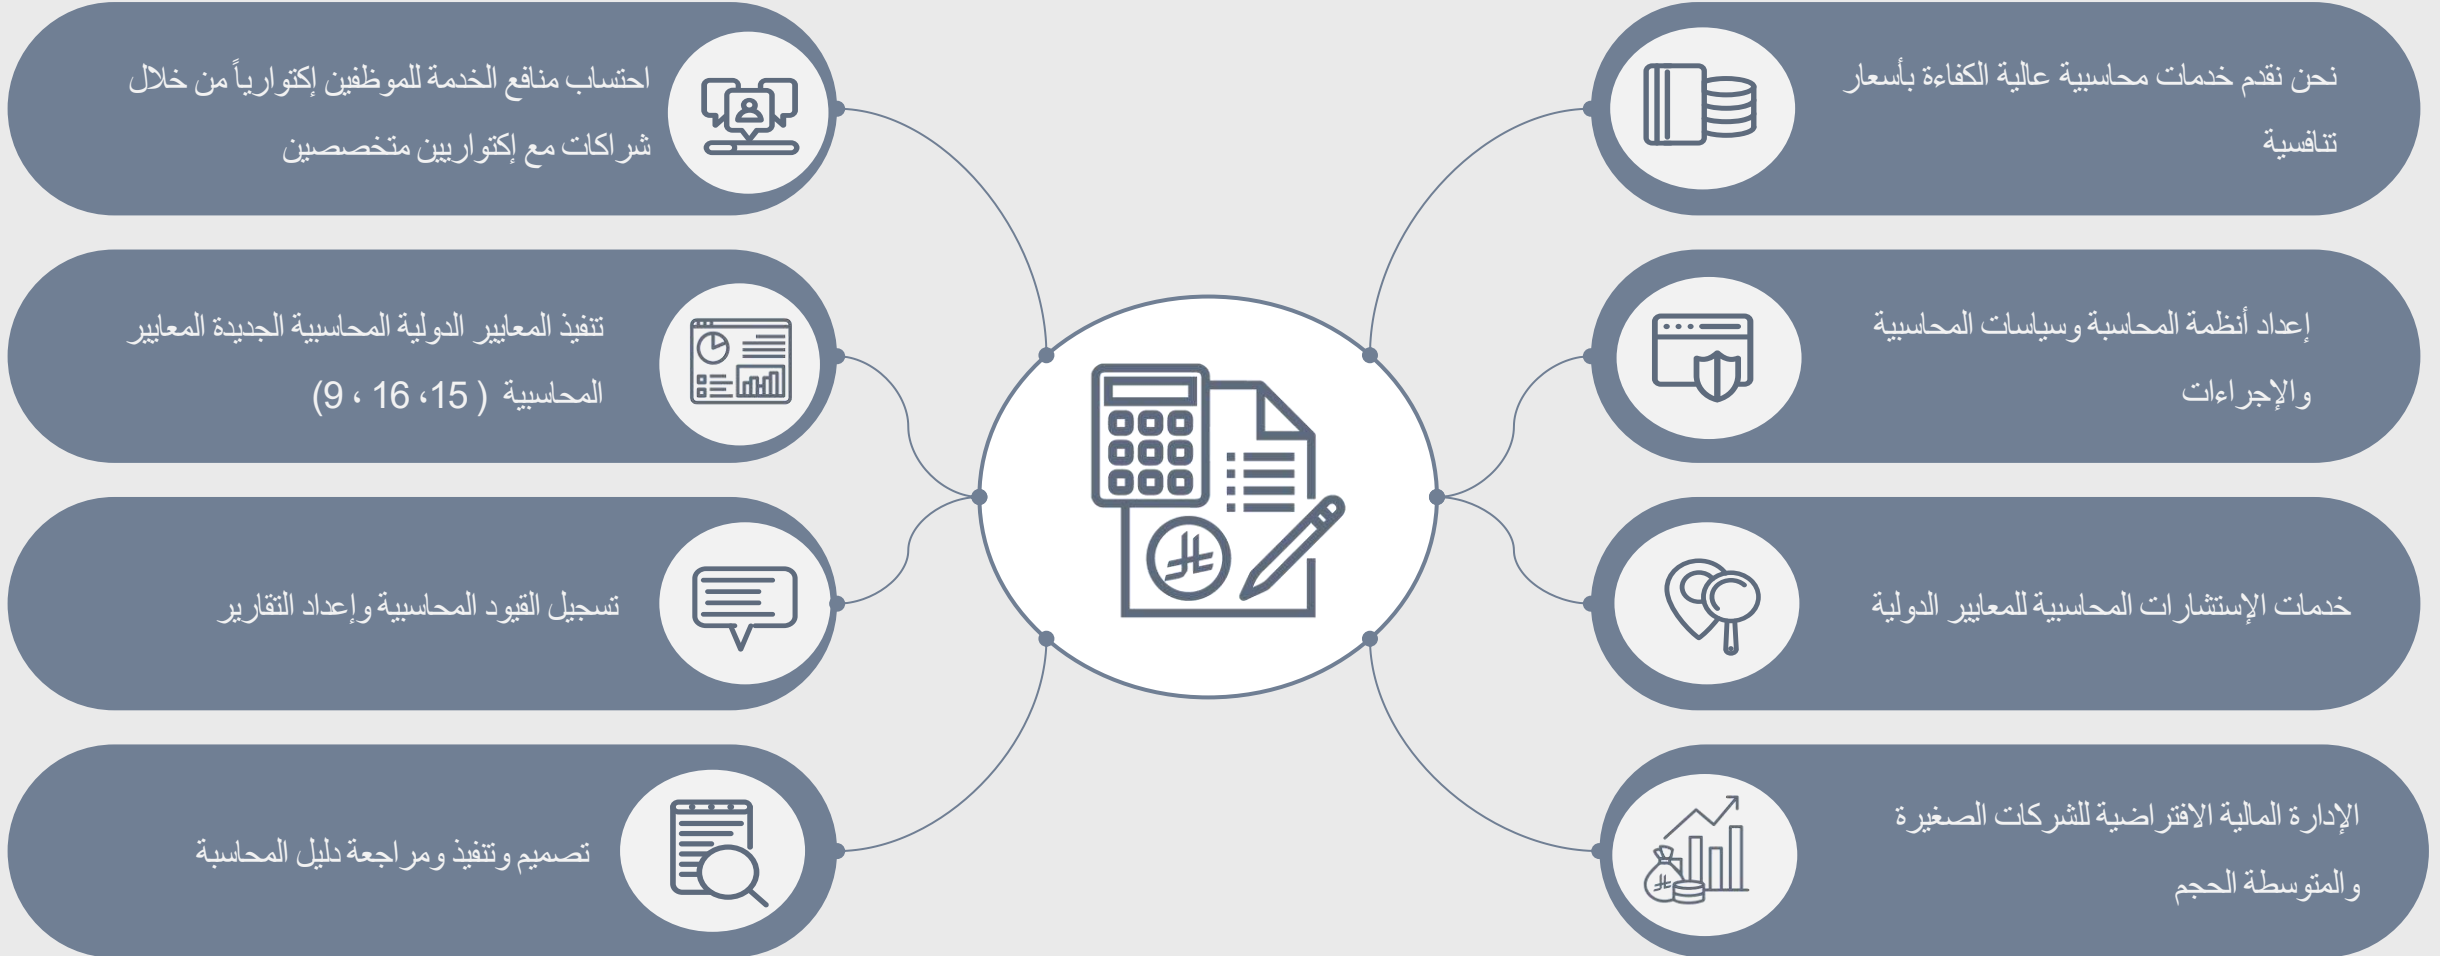 نحن نقدم خدمات محاسبية عالية الكفاءة بأسعار
تنافسية
إعداد أنظمة المحاسبة وسياسات المحاسبية
والإجراءات
خدمات الإستشارات المحاسبية للمعايير الدولية
الإدارة المالية الافتراضية للشركات الصغيرة
والمتوسطة الحجم
احتساب منافع الخدمة للموظفين إكتوارياً من خلال
شراكات مع إكتواريين متخصصين
تنفيذ المعايير الدولية المحاسبية الجديدة المعايير
المحاسبية ( 15، 16 ، 9)
تسجيل القيود المحاسبية وإعداد التقارير
تصميم وتنفيذ ومراجعة دليل المحاسبة